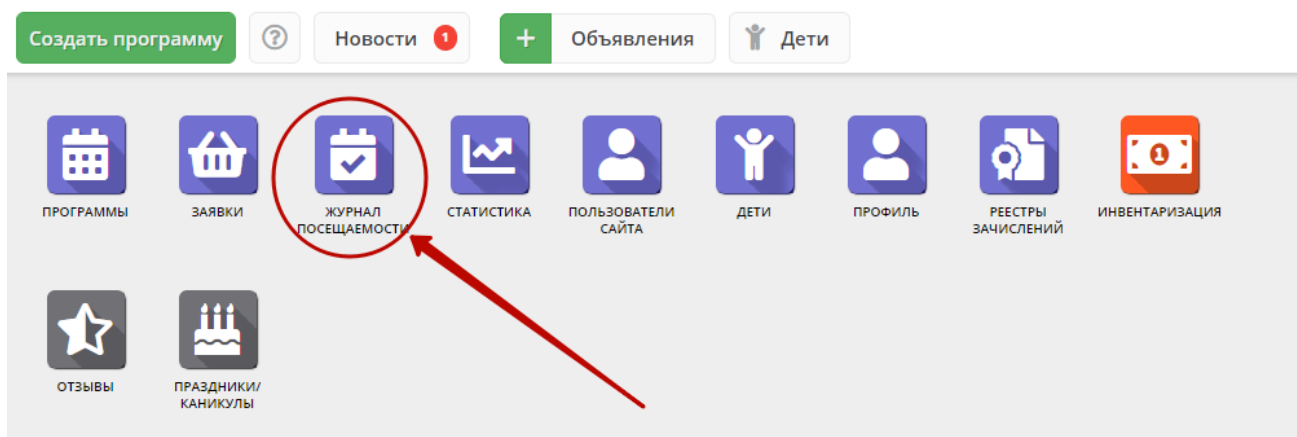 Создать программу
?
Новости 1
+ Объявления
Дети
ПРОГРАММЫ
ЗАЯВКИ
ЖУРНАЛ
ПОСЕЩАЕМОСТИ
СТАТИСТИКА
ПОЛЬЗОВАТЕЛИ
САЙТА
ДЕТИ
ПРОФИЛЬ
РЕЕСТРЫ
ЗАЧИСЛЕНИЙ
1
ИНВЕНТАРИЗАЦИЯ
ОТЗЫВЫ
ПРАЗДНИКИ/
КАНИКУЛЫ